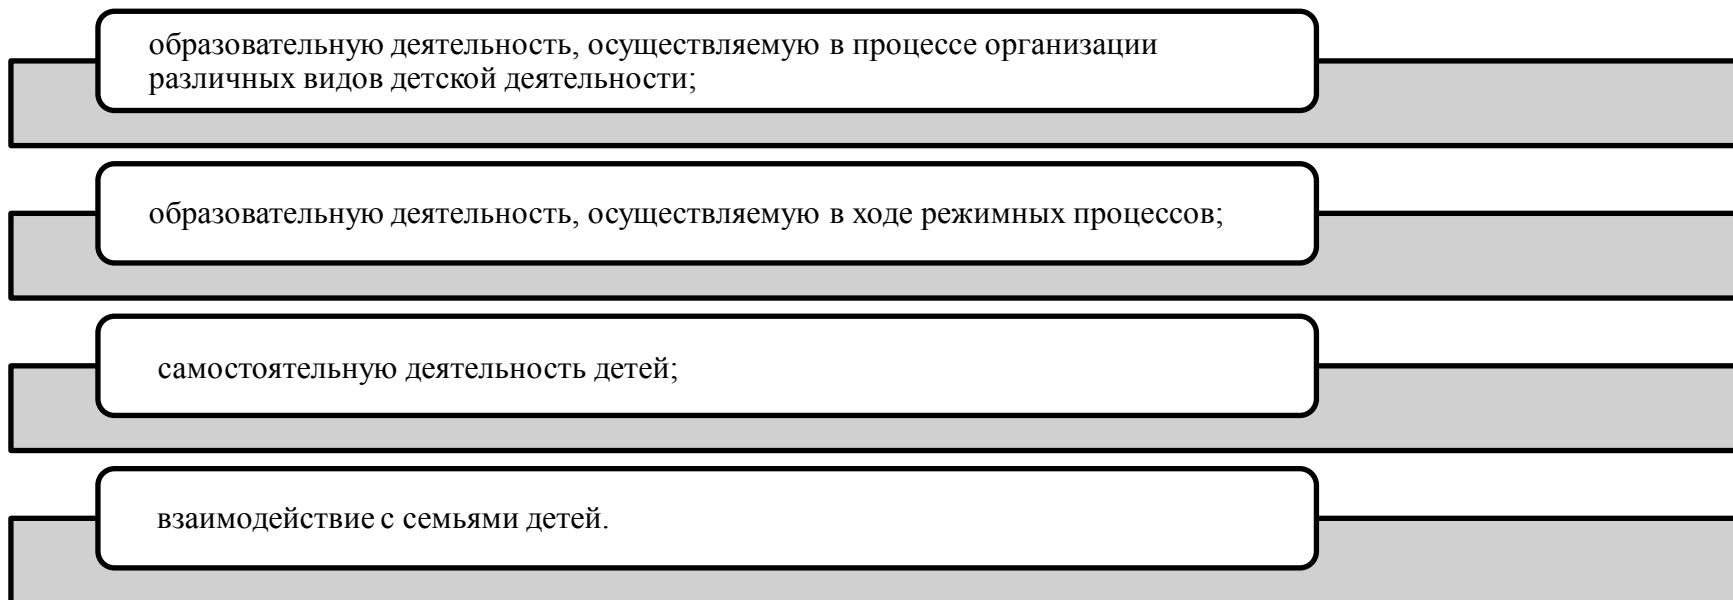 образовательную деятельность, осуществляемую в процессе организации
различных видов детской деятельности;
образовательную деятельность, осуществляемую в ходе режимных процессов;
самостоятельную деятельность детей;
взаимодействие с семьями детей.